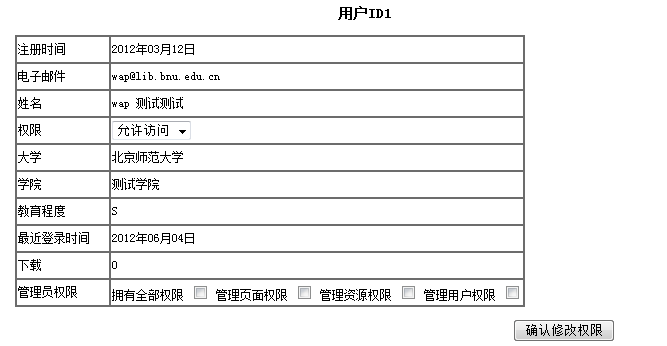 用户ID1
注册时间 2012年03月12日
电子邮件 wap@lib.bnu.edu.cn
姓名 wap 测试测试
权限 允许访问
大学 北京师范大学
学院 测试学院
教育程度 S
最近登录时间 2012年06月04日
下载 0
管理员权限 拥有全部权限 管理页面权限 管理资源权限 管理用户权限
确认修改权限